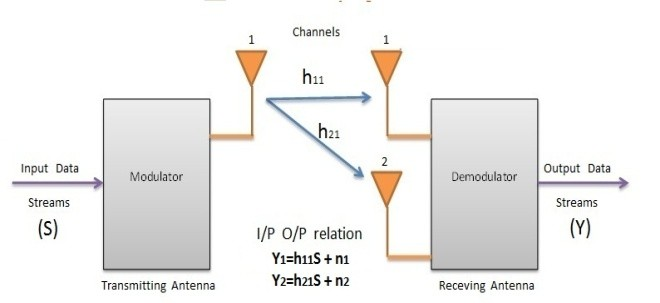 Channels
1
1
h11
h21
2
Input Data
Streams
(S)
Modulator
Demodulator
Output Data
Streams
(Y)
I/P O/P relation
Y1=h11S + n1
Y2=h21S + n2
Transmitting Antenna
Receving Antenna